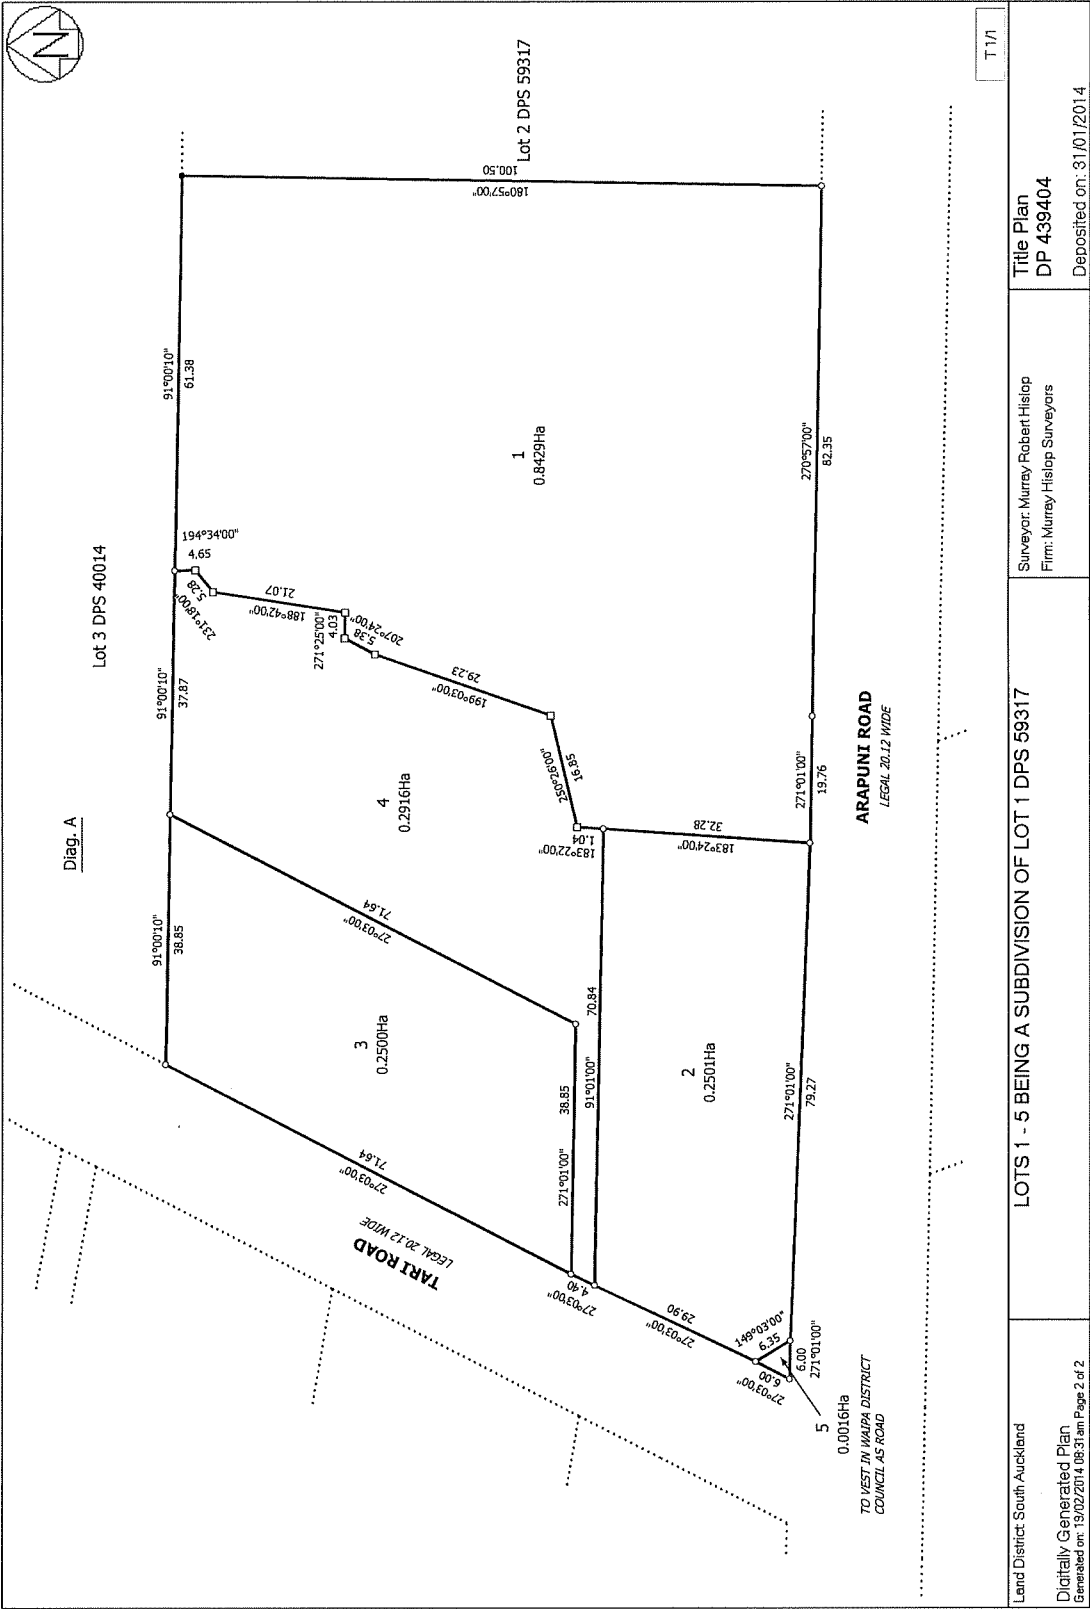 N
Diag. A
Lot 3 DPS 40014
Lot 2 DPS 59317
91°00'10"
38.85
91°00'10"
37.87
91°00'10"
61.38
180°57'00"
100.50
194°34'00"
4.65
231°18'00"
5.28
188°42'00"
21.07
271°25'00"
4.03
207°24'00"
5.38
199°03'00"
29.23
250°26'00"
16.85
183°22'00"
1.04
183°24'00"
32.28
3
0.2500Ha
4
0.2916Ha
1
0.8429Ha
2
0.2501Ha
27°03'00"
71.64
27°03'00"
71.64
271°01'00"
38.85
91°01'00"
70.84
27°03'00"
4.40
27°03'00"
29.90
149°03'00"
6.35
27°03'00"
6.00
6.00
271°01'00"
271°01'00"
79.27
271°01'00"
19.76
270°57'00"
82.35
TARI ROAD
LEGAL 20.12 WIDE
ARAPUNI ROAD
LEGAL 20.12 WIDE
5
0.0016Ha
TO VEST IN WAIPA DISTRICT
COUNCIL AS ROAD
T 1/1
Land District: South Auckland
Digitally Generated Plan
Generated on: 19/02/2014 08:31am Page 2 of 2
LOTS 1 - 5 BEING A SUBDIVISION OF LOT 1 DPS 59317
Surveyor: Murray Robert Hislop
Firm: Murray Hislop Surveyors
Title Plan
DP 439404
Deposited on: 31/01/2014